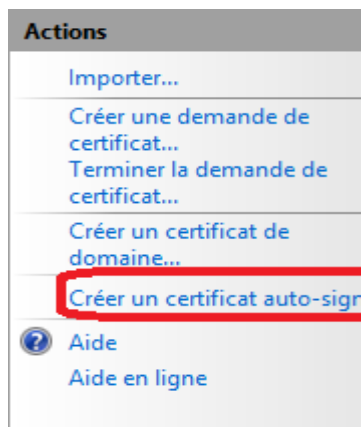 Actions
Importer...
Créer une demande de
certificat...
Terminer la demande de
certificat...
Créer un certificat de
domaine...
Créer un certificat auto-sign
Aide
Aide en ligne